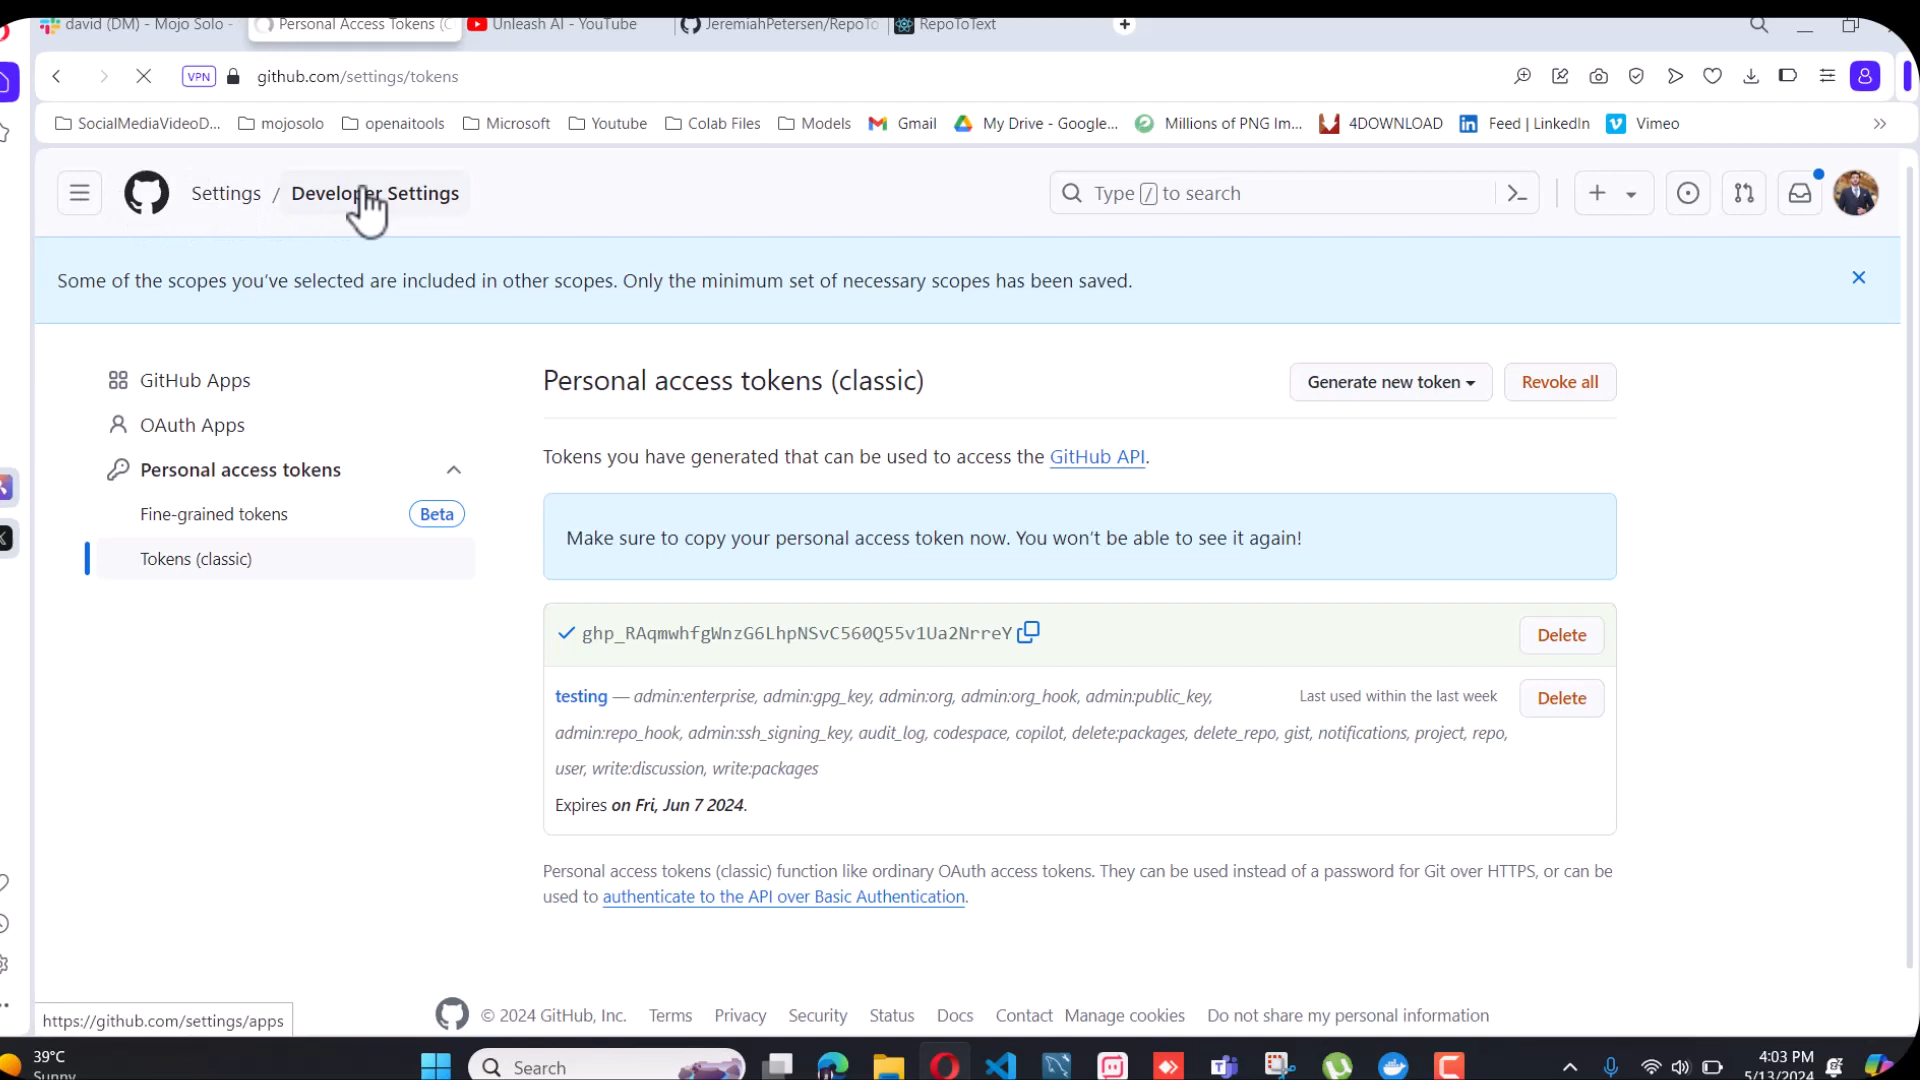 david (DM) - Mojo Solo -
Personal Access Tokens (C
Unleash AI - YouTube
JeremiahPetersen/RepoTo
RepoToText
VPN
github.com/settings/tokens
SocialMediaVideoD...
mojosolo
openaitools
Microsoft
Youtube
Colab Files
Models
Gmail
My Drive - Google...
Millions of PNG Im...
4DOWNLOAD
Feed | LinkedIn
Vimeo
Settings / Developer Settings
Type / to search
Some of the scopes you've selected are included in other scopes. Only the minimum set of necessary scopes has been saved.
GitHub Apps
OAuth Apps
Personal access tokens
Fine-grained tokens
Beta
Tokens (classic)
Personal access tokens (classic)
Generate new token
Revoke all
Tokens you have generated that can be used to access the GitHub API.
Make sure to copy your personal access token now. You won't be able to see it again!
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
Delete
testing — admin:enterprise, admin:gpg_key, admin:org, admin:org_hook, admin:public_key,
Last used within the last week
Delete
admin:repo_hook, admin:ssh_signing_key, audit_log, codespace, copilot, delete:packages, delete_repo, gist, notifications, project, repo,
user, write:discussion, write:packages
Expires on Fri, Jun 7 2024.
Personal access tokens (classic) function like ordinary OAuth access tokens. They can be used instead of a password for Git over HTTPS, or can be
used to authenticate to the API over Basic Authentication.
https://github.com/settings/apps
© 2024 GitHub, Inc.
Terms
Privacy
Security
Status
Docs
Contact
Manage cookies
Do not share my personal information
39°C
Sunny
Search
4:03 PM
5/13/2024